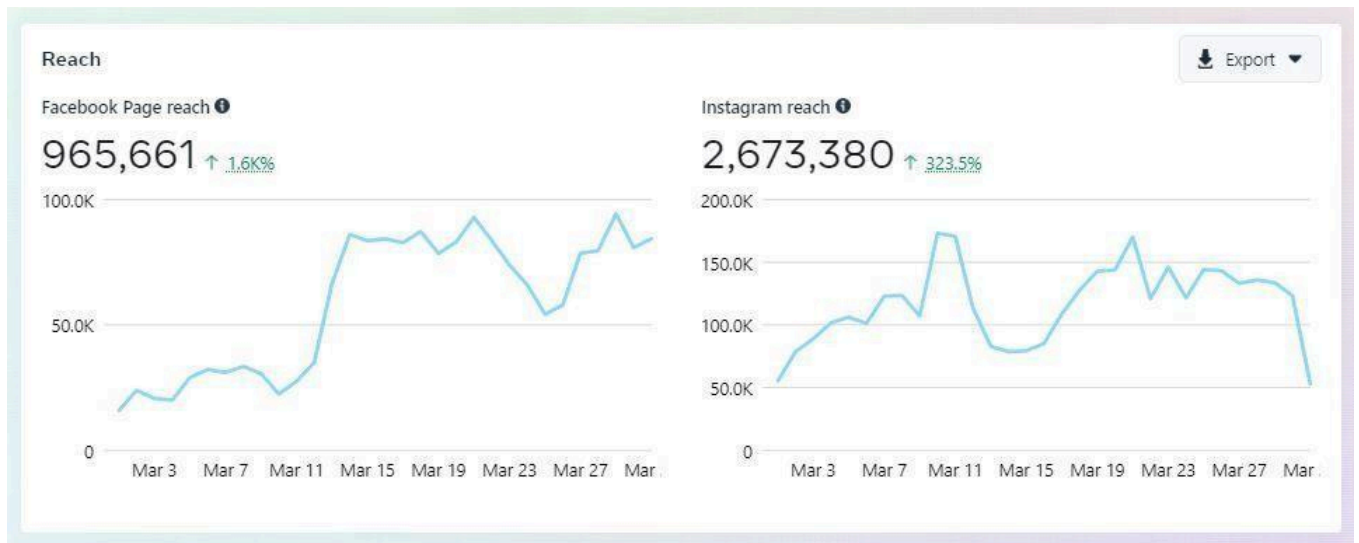 Reach
Export
Facebook Page reach
965,661 ↑ 1.6K%
100.0K
50.0K
0
Mar 3 Mar 7 Mar 11 Mar 15 Mar 19 Mar 23 Mar 27 Mar
Instagram reach
2,673,380 ↑ 323.5%
200.0K
150.0K
100.0K
50.0K
0
Mar 3 Mar 7 Mar 11 Mar 15 Mar 19 Mar 23 Mar 27 Mar